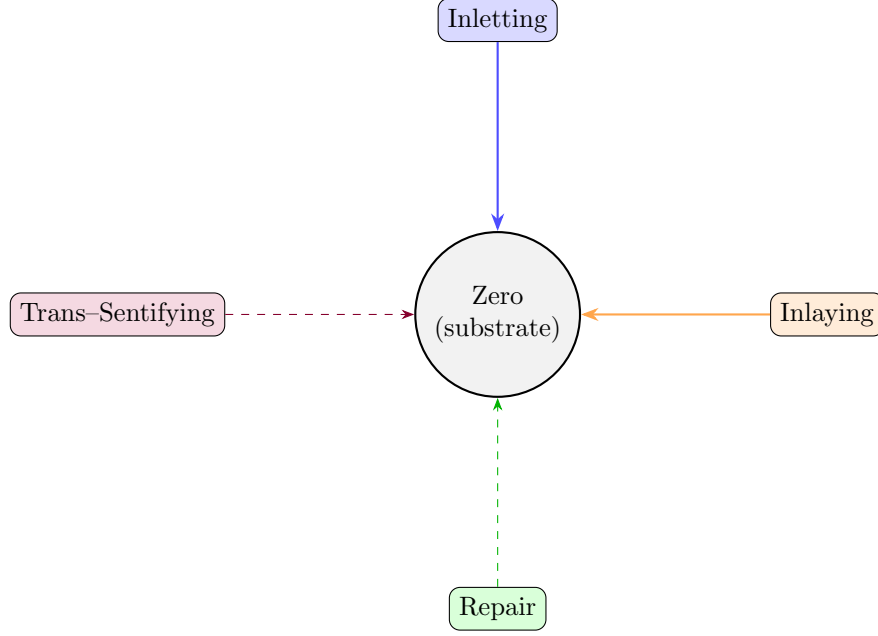 Inletting
Zero
(substrate)
Trans–Sentifying
Inlaying
Repair